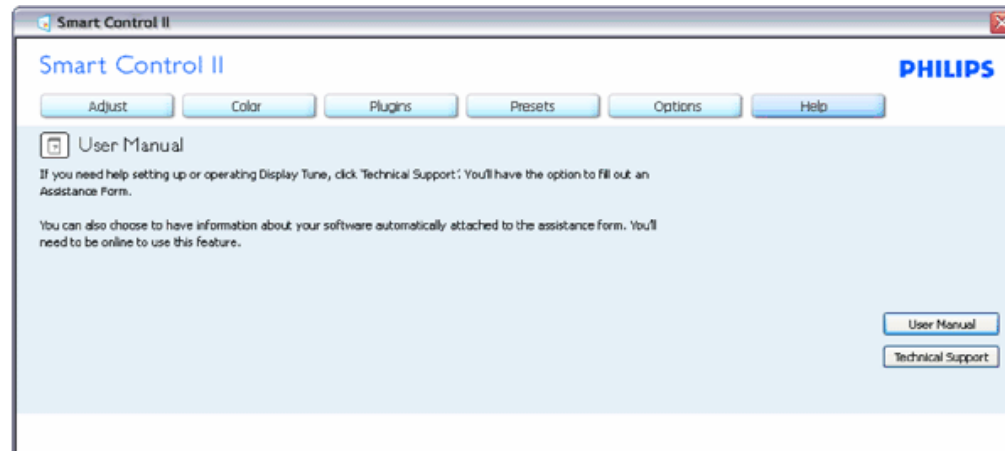 Smart Control II
Smart Control II
PHILIPS
Adjust Color Plugins Presets Options Help
User Manual
If you need help setting up or operating Display Tune, click 'Technical Support'. You'll have the option to fill out an
Assistance Form.
You can also choose to have information about your software automatically attached to the assistance form. You'll
need to be online to use this feature.
User Manual
Technical Support